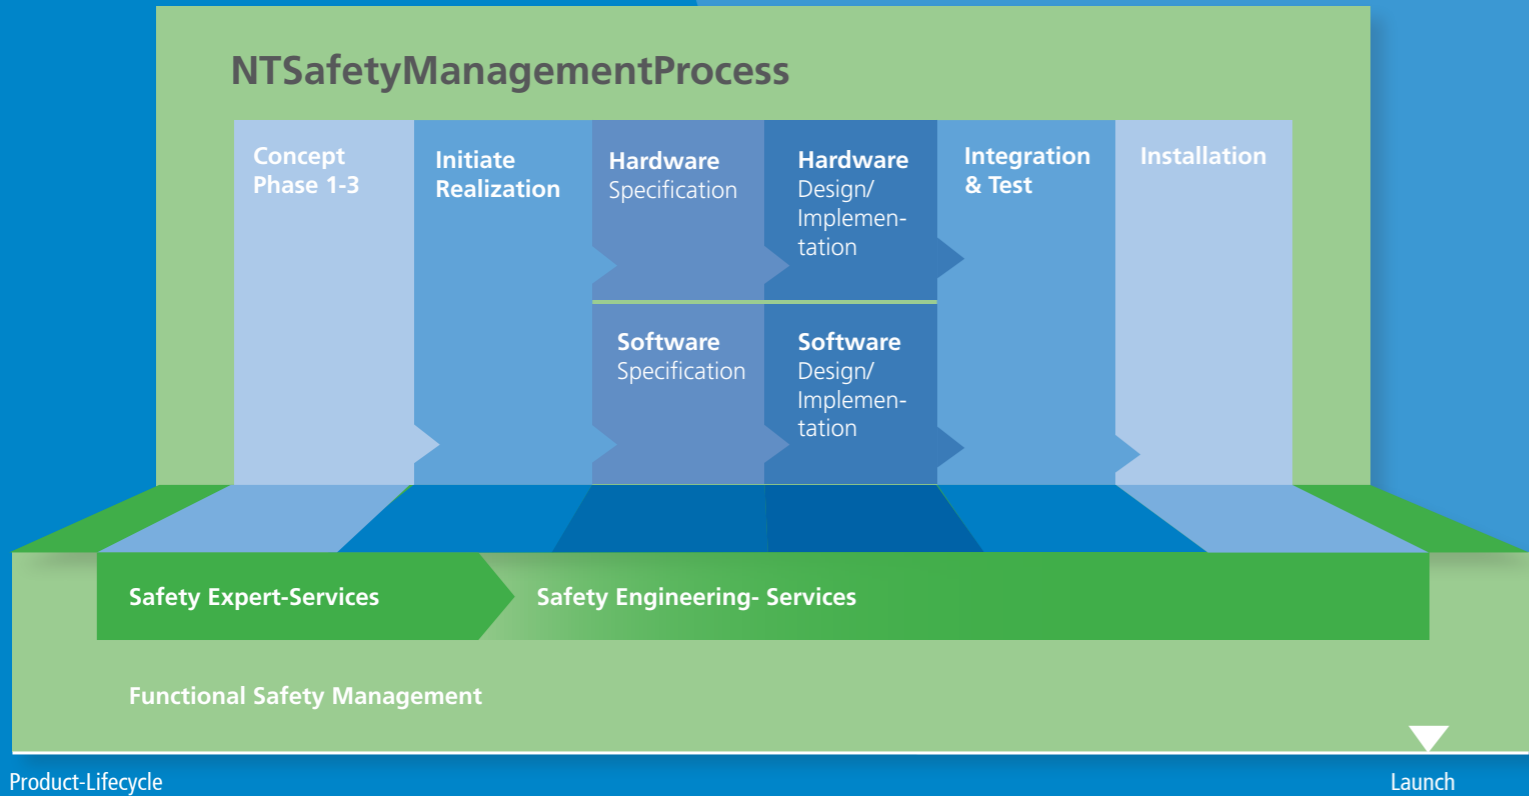 NTSafetyManagementProcess
Concept
Phase 1-3
Initiate
Realization
Hardware
Specification
Hardware
Design/
Implemen-
tation
Integration
& Test
Installation
Software
Specification
Software
Design/
Implemen-
tation
Safety Expert-Services
Safety Engineering- Services
Functional Safety Management
Product-Lifecycle
Launch